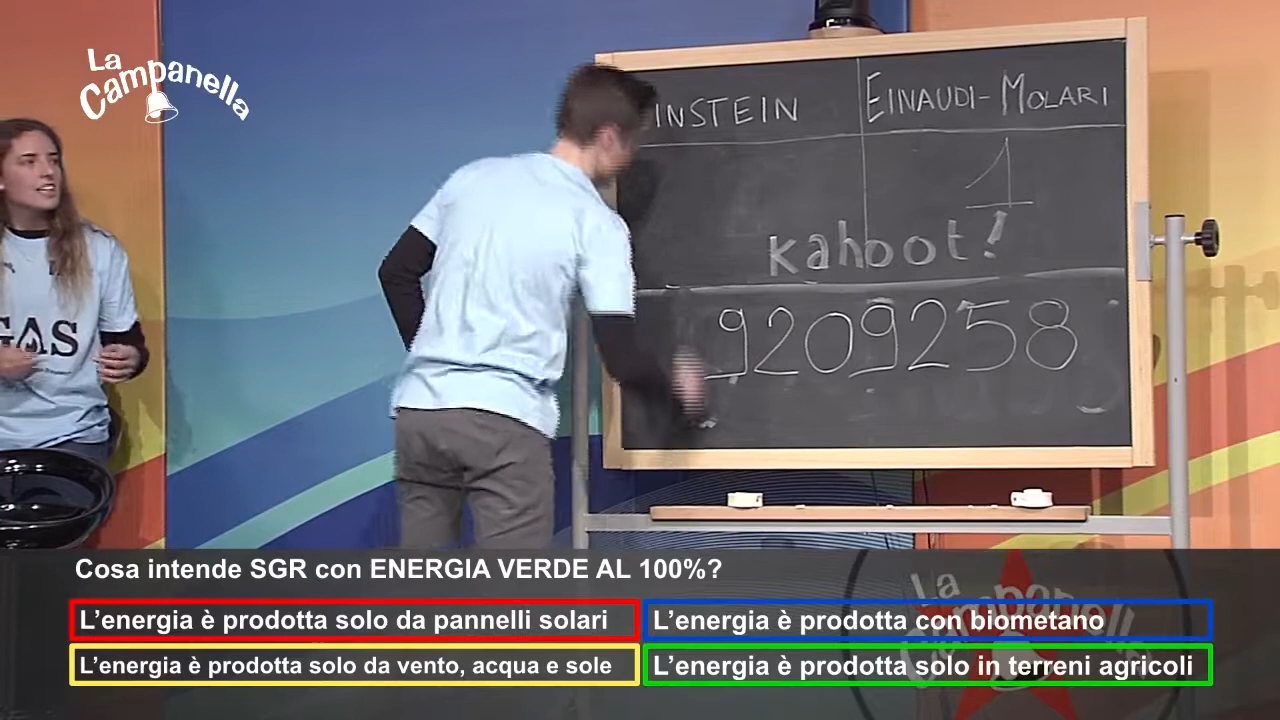 La
Campanella
INSTEIN
EINAUDI-MOLARI
1
kahoot!
9209258
GAS
Cosa intende SGR con ENERGIA VERDE AL 100%?
L'energia è prodotta solo da pannelli solari
L'energia è prodotta con biometano
L'energia è prodotta solo da vento, acqua e sole
L'energia è prodotta solo in terreni agricoli
La
Campanella